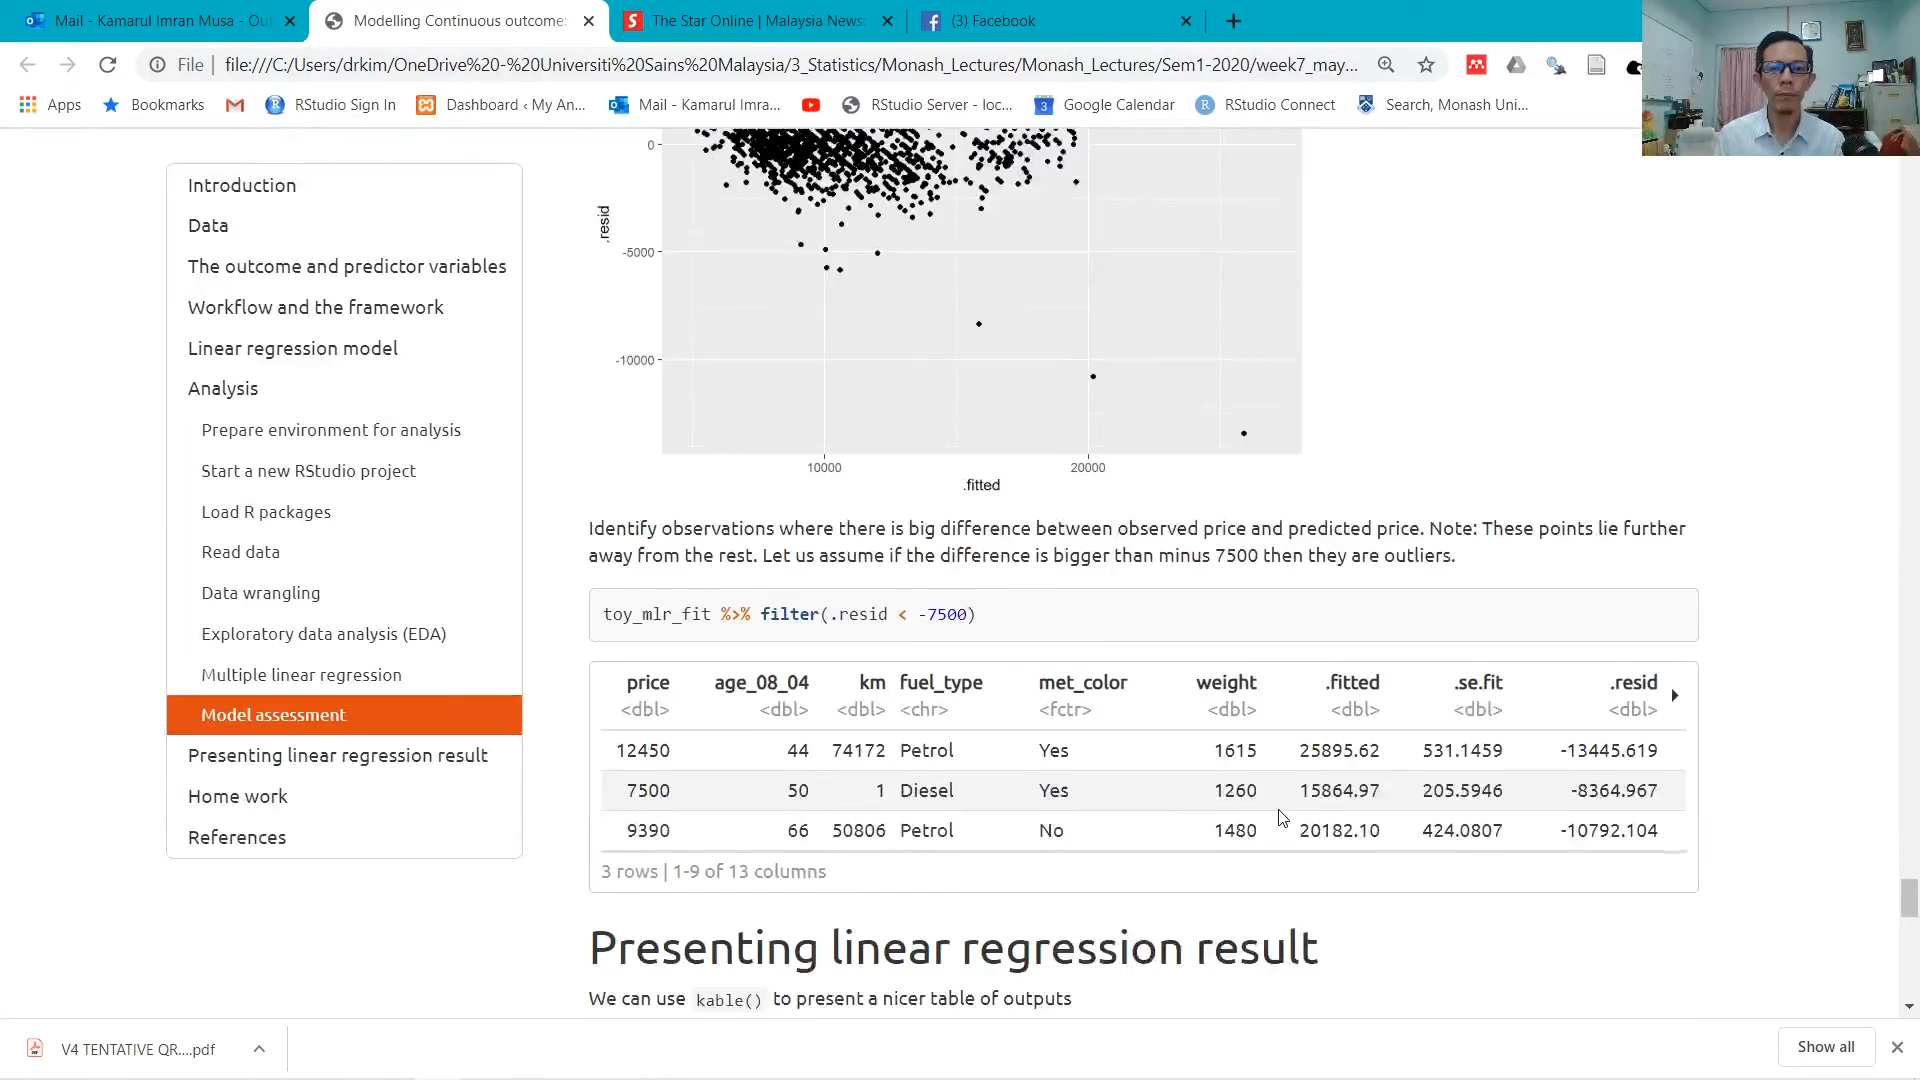 Mail - Kamarul Imran Musa - Ou
Modelling Continuous outcome:
The Star Online | Malaysia News:
(3) Facebook
File
file:///C:/Users/drkim/OneDrive%20-%20Universiti%20Sains%20Malaysia/3_Statistics/Monash_Lectures/Monash_Lectures/Sem1-2020/week7_may...
Apps
Bookmarks
RStudio Sign In
Dashboard ‹ My An...
Mail - Kamarul Imra...
RStudio Server - loc...
3
Google Calendar
RStudio Connect
Search, Monash Uni...
Introduction
Data
The outcome and predictor variables
Workflow and the framework
Linear regression model
Analysis
Prepare environment for analysis
Start a new RStudio project
Load R packages
Read data
Data wrangling
Exploratory data analysis (EDA)
Multiple linear regression
Model assessment
Presenting linear regression result
Home work
References
0
.resid
-5000
-10000
10000 20000
.fitted
Identify observations where there is big difference between observed price and predicted price. Note: These points lie further
away from the rest. Let us assume if the difference is bigger than minus 7500 then they are outliers.
toy_mlr_fit %>% filter(.resid < -7500)
price age_08_04 km fuel_type met_color weight .fitted .se.fit .resid
<dbl> <dbl> <dbl> <chr> <fctr> <dbl> <dbl> <dbl> <dbl>
12450 44 74172 Petrol Yes 1615 25895.62 531.1459 -13445.619
7500 50 1 Diesel Yes 1260 15864.97 205.5946 -8364.967
9390 66 50806 Petrol No 1480 20182.10 424.0807 -10792.104
3 rows | 1-9 of 13 columns
Presenting linear regression result
We can use kable() to present a nicer table of outputs
V4 TENTATIVE QR....pdf
Show all